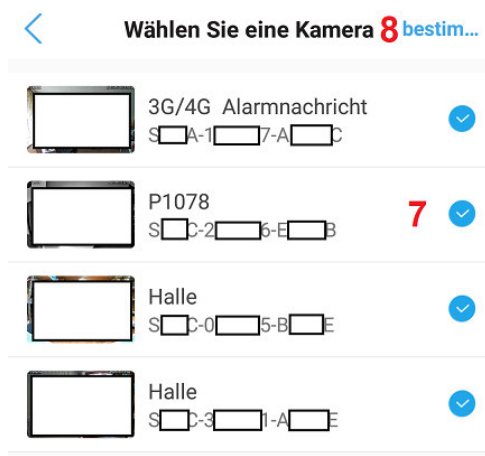 Wählen Sie eine Kamera 8 bestim...
3G/4G Alarmnachricht
S A-1 7-A C
P1078
S C-2 6-E B
7
Halle
S C-0 5-B E
Halle
S C-3 1-A E